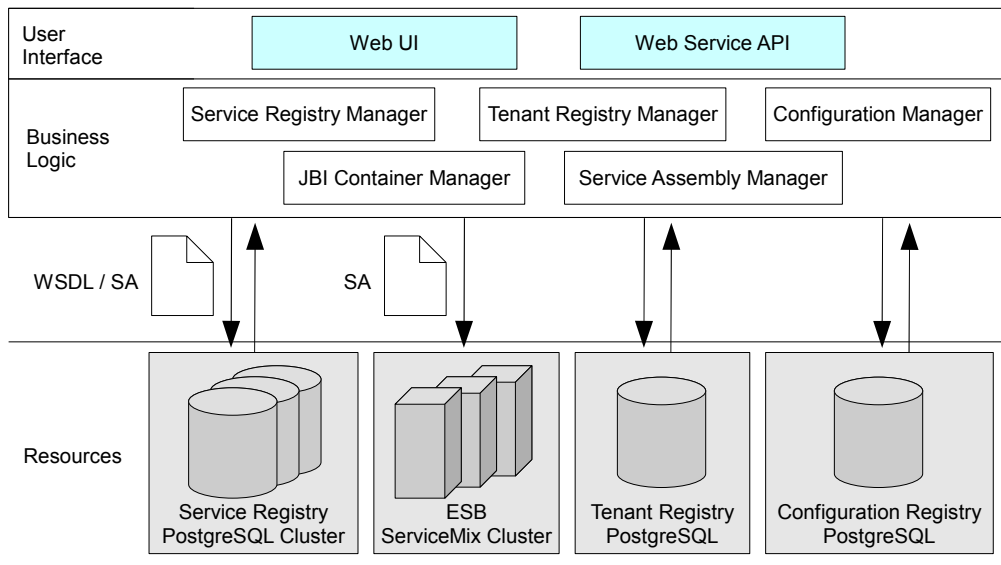 User
Interface
Web UI
Web Service API
Business
Logic
Service Registry Manager
Tenant Registry Manager
Configuration Manager
JBI Container Manager
Service Assembly Manager
WSDL / SA
SA
Resources
Service Registry
PostgreSQL Cluster
ESB
ServiceMix Cluster
Tenant Registry
PostgreSQL
Configuration Registry
PostgreSQL